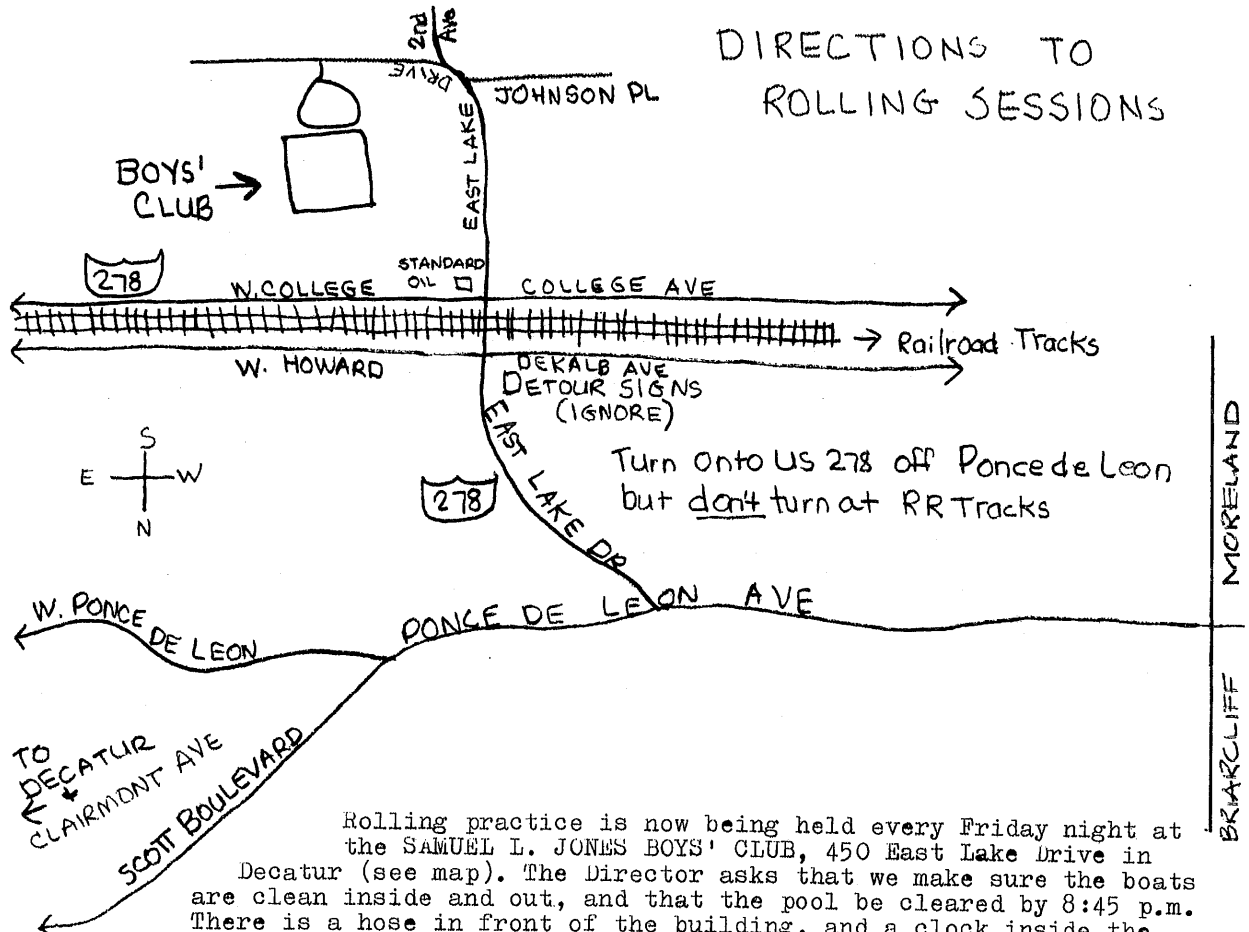 DIRECTIONS TO
ROLLING SESSIONS
2nd
Ave
DRIVE
JOHNSON PL.
EAST LAKE
BOYS'
CLUB
278
STANDARD
OIL
W. COLLEGE
COLLEGE AVE
Railroad Tracks
W. HOWARD
DEKALB AVE
DETOUR SIGNS
(IGNORE)
S
E W
N
EAST LAKE DR
278
Turn onto US 278 off Ponce de Leon
but don't turn at RR Tracks
MORELAND
W. PONCE
DE LEON
PONCE DE LEON AVE
BRIARCLIFF
TO
DECATUR
+
CLAIRMONT AVE
SCOTT BOULEVARD
Rolling practice is now being held every Friday night at
the SAMUEL L. JONES BOYS' CLUB, 450 East Lake Drive in
Decatur (see map). The Director asks that we make sure the boats
are clean inside and out, and that the pool be cleared by 8:45 p.m.
There is a hose in front of the building, and a clock inside the